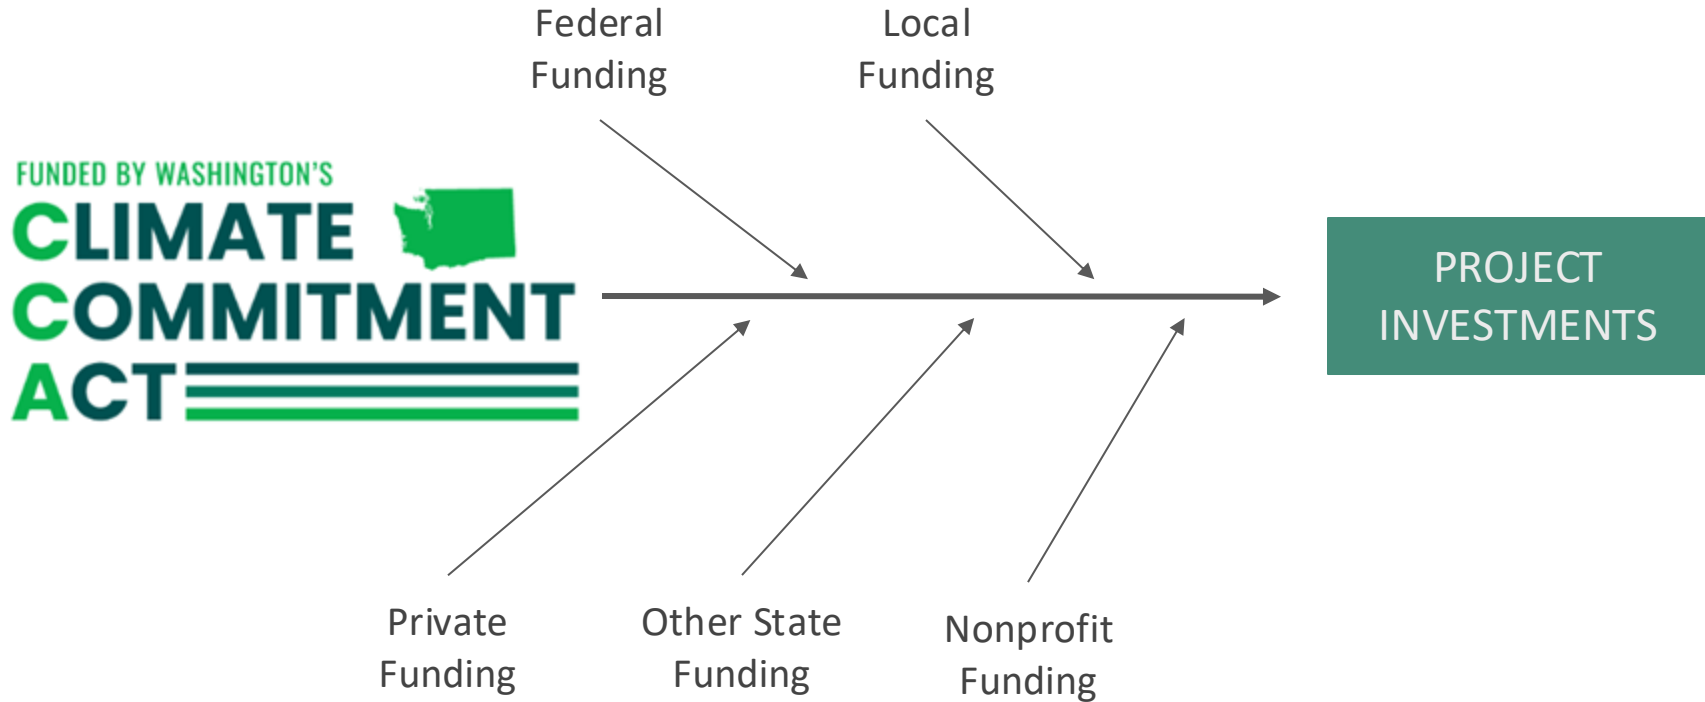 Federal
Funding
Local
Funding
FUNDED BY WASHINGTON'S
CLIMATE
COMMITMENT
ACT
PROJECT
INVESTMENTS
Private
Funding
Other State
Funding
Nonprofit
Funding